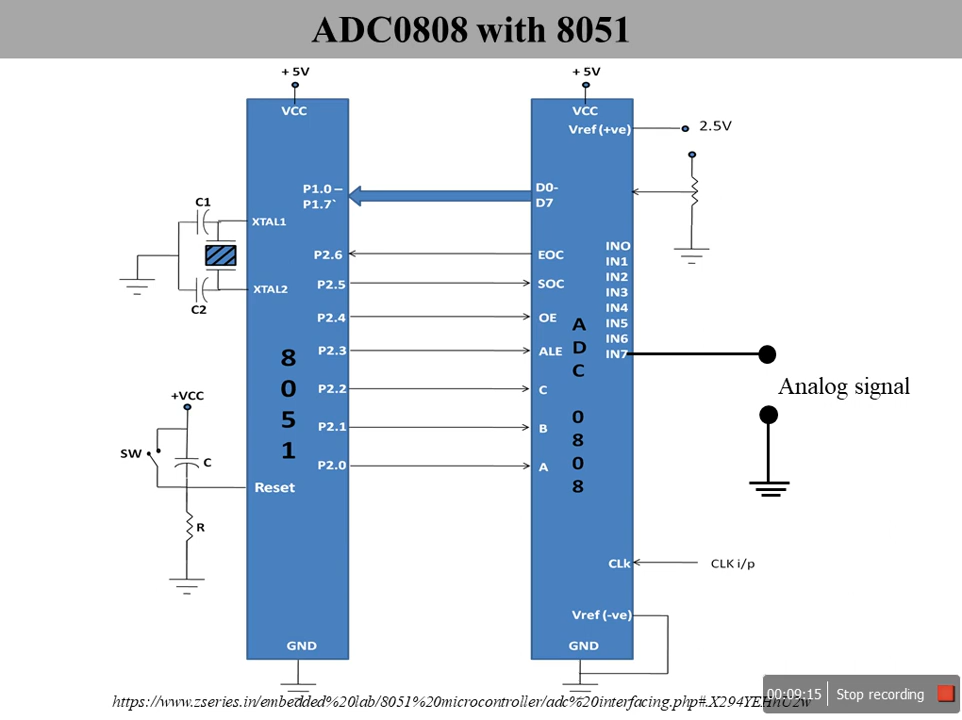 ADC0808 with 8051
+ 5V
+ 5V
VCC
VCC
Vref (+ve)
2.5V
P1.0 –
P1.7`
D0-
D7
C1
XTAL1
XTAL2
C2
P2.6
EOC
P2.5
SOC
P2.4
OE
P2.3
ALE
P2.2
C
P2.1
B
P2.0
A
INO
IN1
IN2
IN3
IN4
IN5
IN6
IN7
8
0
5
1
A
D
C
0
8
0
8
Analog signal
+VCC
SW
C
Reset
R
CLk
CLK i/p
Vref (-ve)
GND
GND
https://www.zseries.in/embedded%20lab/8051%20microcontroller/adc%20interfacing.php#.X294YEHhU2w
00:09:15
Stop recording